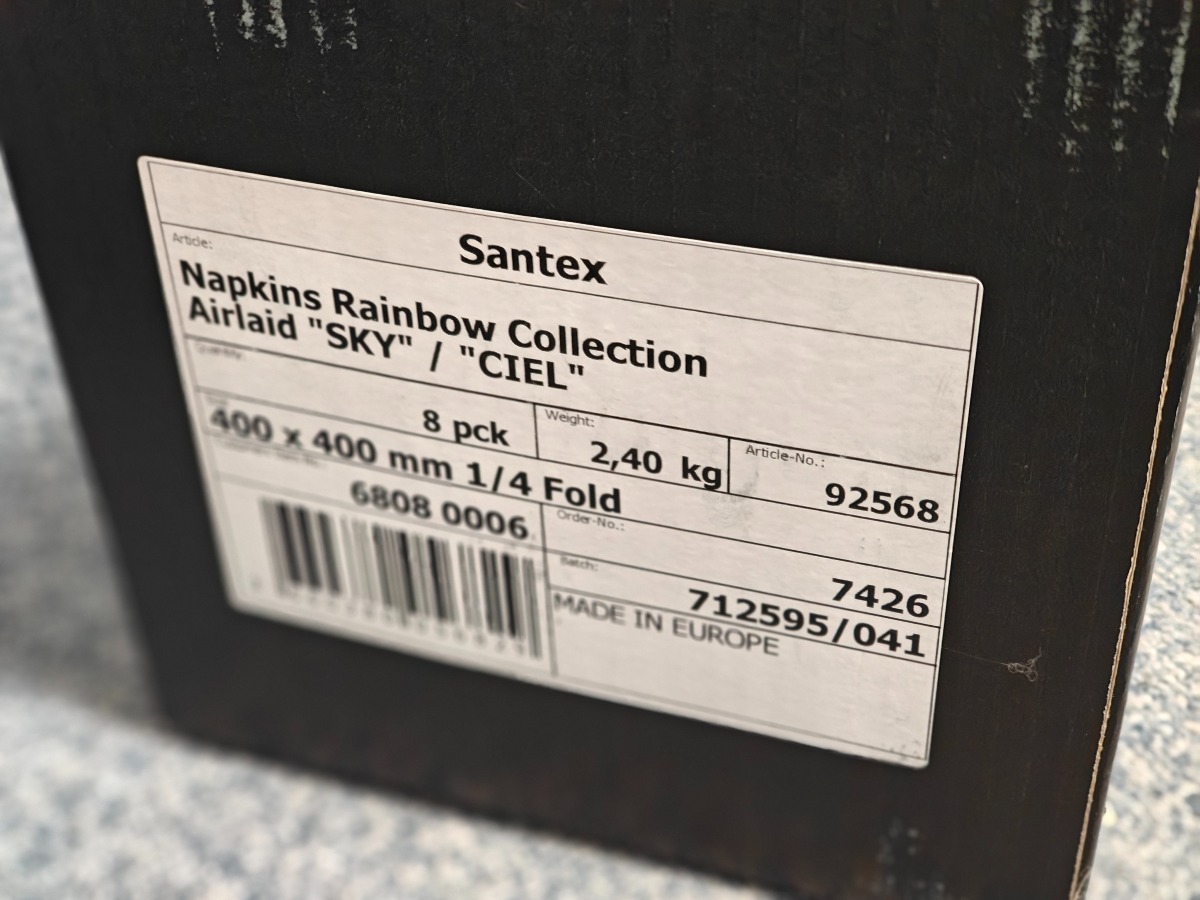 Santex
Article:
Napkins Rainbow Collection
Airlaid "SKY" / "CIEL"
Quantity:
8 pck
Weight:
2,40 kg
Article-No.:
92568
400 x 400 mm 1/4 Fold
6808 0006
Order-No.:
7426
Batch:
712595/041
MADE IN EUROPE